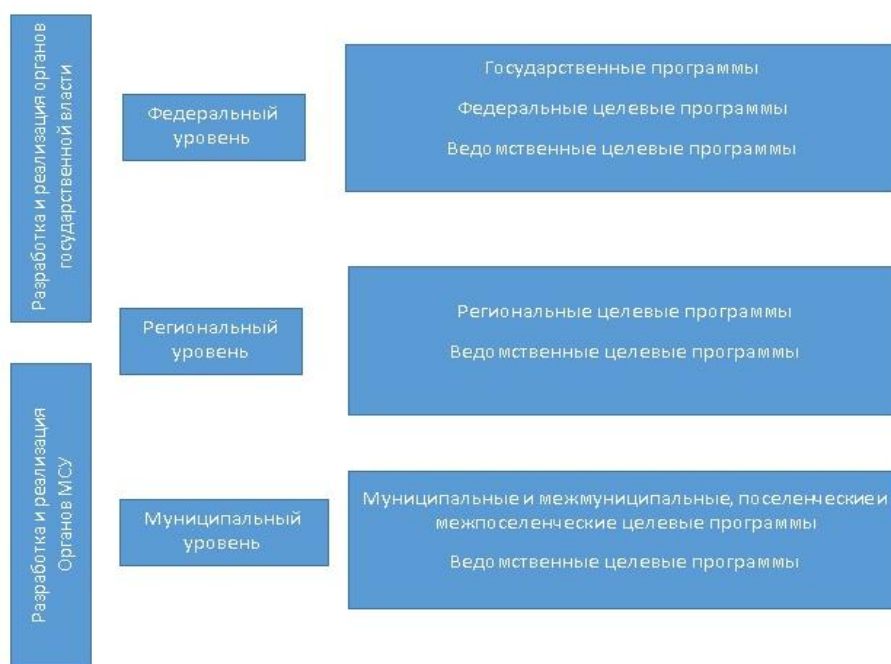 Разработка и реализация органов
государственной власти
Федеральный
уровень
Государственные программы
Федеральные целевые программы
Ведомственные целевые программы
Региональный
уровень
Региональные целевые программы
Ведомственные целевые программы
Разработка и реализация
Органов МСУ
Муниципальный
уровень
Муниципальные и межмуниципальные, поселенческие и
межпоселенческие целевые программы
Ведомственные целевые программы